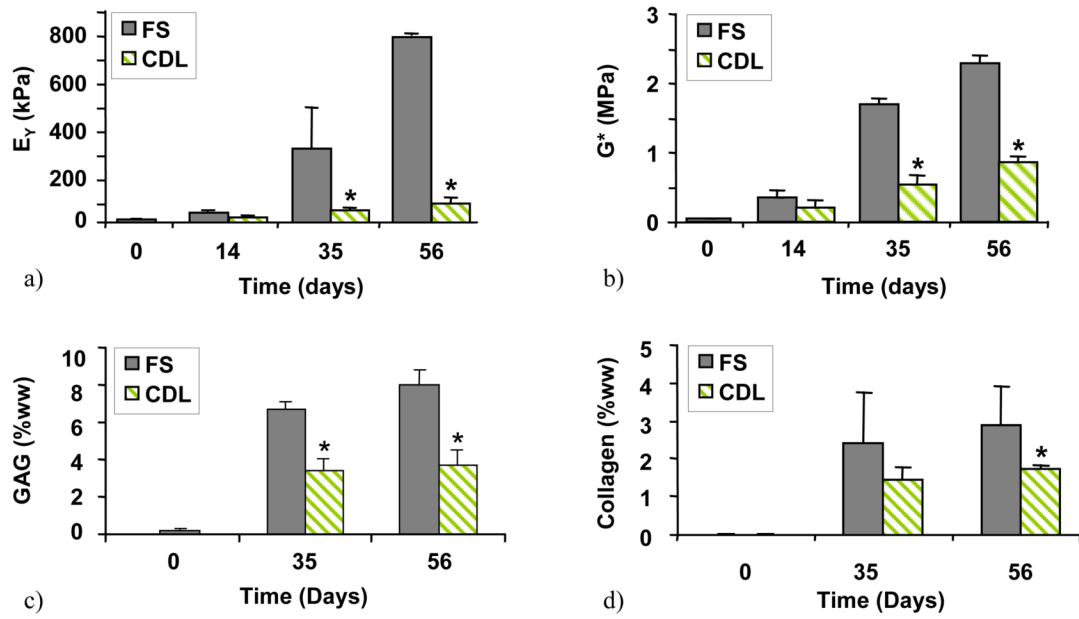 800
600
400
200
0
E_Y (kPa)
FS
CDL
*
*
0 14 35 56
Time (days)
a)
3
2
1
0
G* (MPa)
FS
CDL
*
*
0 14 35 56
Time (days)
b)
10
8
6
4
2
0
GAG (%ww)
FS
CDL
*
*
0 35 56
Time (Days)
c)
5
4
3
2
1
0
Collagen (%ww)
FS
CDL
*
0 35 56
Time (Days)
d)